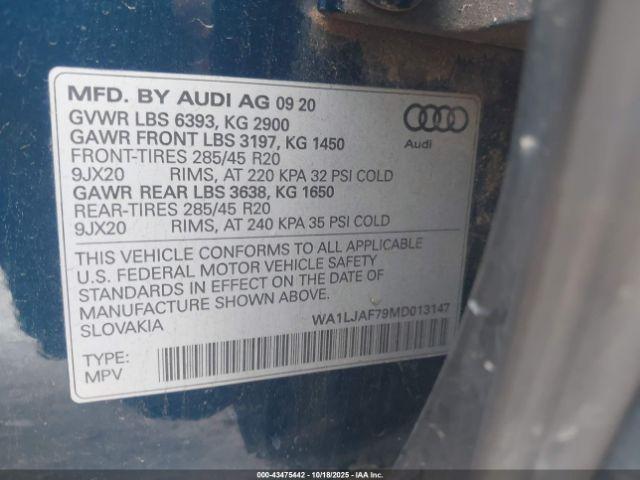 MFD. BY AUDI AG 09 20
GVWR LBS 6393, KG 2900
GAWR FRONT LBS 3197, KG 1450
FRONT-TIRES 285/45 R20
9JX20 RIMS, AT 220 KPA 32 PSI COLD
GAWR REAR LBS 3638, KG 1650
REAR-TIRES 285/45 R20
9JX20 RIMS, AT 240 KPA 35 PSI COLD
Audi
THIS VEHICLE CONFORMS TO ALL APPLICABLE
U.S. FEDERAL MOTOR VEHICLE SAFETY
STANDARDS IN EFFECT ON THE DATE OF
MANUFACTURE SHOWN ABOVE.
SLOVAKIA
WA1LJAF79MD013147
TYPE:
MPV
000-43475442 | 10/18/2025 | IAA Inc.